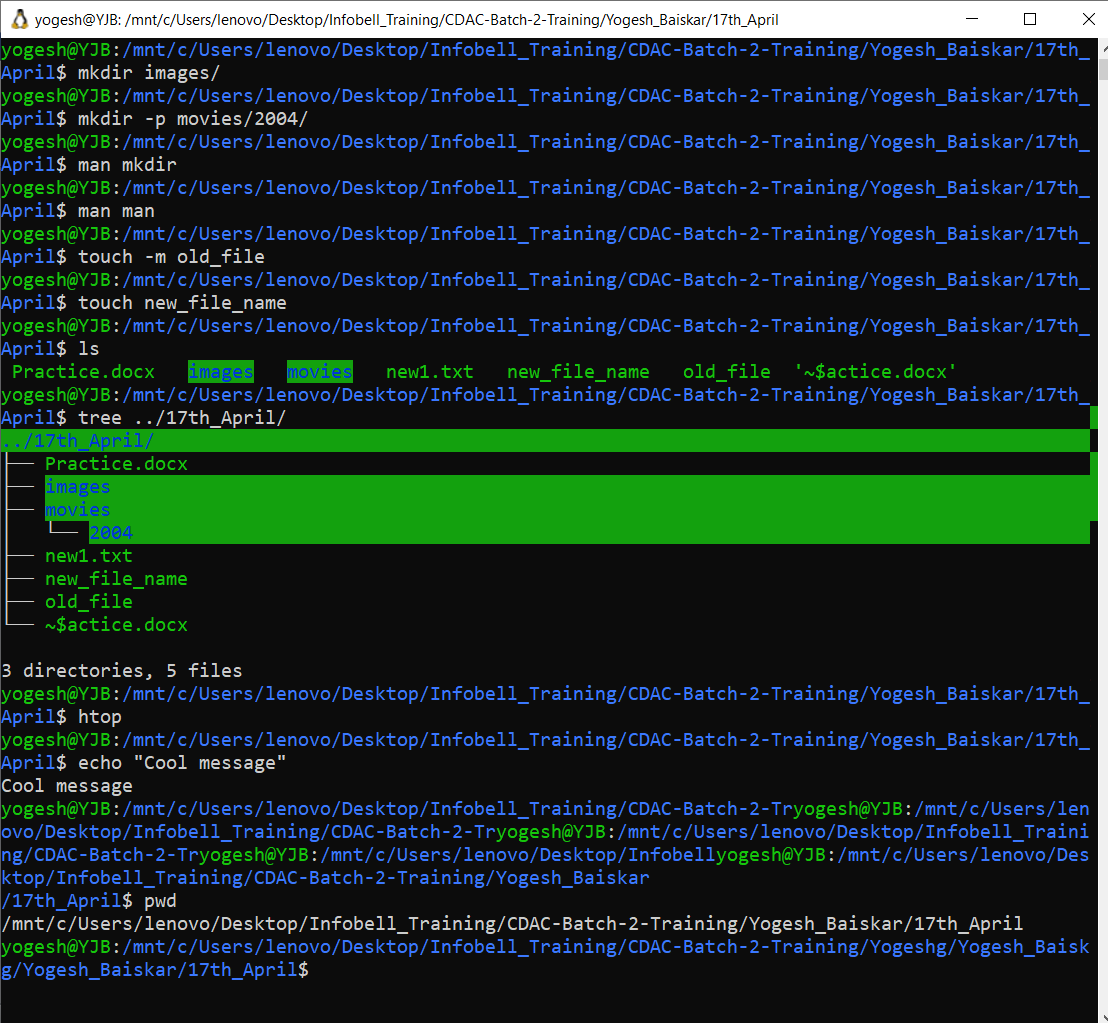 yogesh@YJB: /mnt/c/Users/lenovo/Desktop/Infobell_Training/CDAC-Batch-2-Training/Yogesh_Baiskar/17th_April
yogesh@YJB:/mnt/c/Users/lenovo/Desktop/Infobell_Training/CDAC-Batch-2-Training/Yogesh_Baiskar/17th_
April$ mkdir images/
yogesh@YJB:/mnt/c/Users/lenovo/Desktop/Infobell_Training/CDAC-Batch-2-Training/Yogesh_Baiskar/17th_
April$ mkdir -p movies/2004/
yogesh@YJB:/mnt/c/Users/lenovo/Desktop/Infobell_Training/CDAC-Batch-2-Training/Yogesh_Baiskar/17th_
April$ man mkdir
yogesh@YJB:/mnt/c/Users/lenovo/Desktop/Infobell_Training/CDAC-Batch-2-Training/Yogesh_Baiskar/17th_
April$ man man
yogesh@YJB:/mnt/c/Users/lenovo/Desktop/Infobell_Training/CDAC-Batch-2-Training/Yogesh_Baiskar/17th_
April$ touch -m old_file
yogesh@YJB:/mnt/c/Users/lenovo/Desktop/Infobell_Training/CDAC-Batch-2-Training/Yogesh_Baiskar/17th_
April$ touch new_file_name
yogesh@YJB:/mnt/c/Users/lenovo/Desktop/Infobell_Training/CDAC-Batch-2-Training/Yogesh_Baiskar/17th_
April$ ls
 Practice.docx   images   movies   new1.txt   new_file_name   old_file  '~$actice.docx'
yogesh@YJB:/mnt/c/Users/lenovo/Desktop/Infobell_Training/CDAC-Batch-2-Training/Yogesh_Baiskar/17th_
April$ tree ../17th_April/
../17th_April/
├── Practice.docx
├── images
├── movies
│   └── 2004
├── new1.txt
├── new_file_name
├── old_file
└── ~$actice.docx
3 directories, 5 files
yogesh@YJB:/mnt/c/Users/lenovo/Desktop/Infobell_Training/CDAC-Batch-2-Training/Yogesh_Baiskar/17th_
April$ htop
yogesh@YJB:/mnt/c/Users/lenovo/Desktop/Infobell_Training/CDAC-Batch-2-Training/Yogesh_Baiskar/17th_
April$ echo "Cool message"
Cool message
yogesh@YJB:/mnt/c/Users/lenovo/Desktop/Infobell_Training/CDAC-Batch-2-Tryogesh@YJB:/mnt/c/Users/len
ovo/Desktop/Infobell_Training/CDAC-Batch-2-Tryogesh@YJB:/mnt/c/Users/lenovo/Desktop/Infobell_Traini
ng/CDAC-Batch-2-Tryogesh@YJB:/mnt/c/Users/lenovo/Desktop/Infobellyogesh@YJB:/mnt/c/Users/lenovo/Des
ktop/Infobell_Training/CDAC-Batch-2-Training/Yogesh_Baiskar
/17th_April$ pwd
/mnt/c/Users/lenovo/Desktop/Infobell_Training/CDAC-Batch-2-Training/Yogesh_Baiskar/17th_April
yogesh@YJB:/mnt/c/Users/lenovo/Desktop/Infobell_Training/CDAC-Batch-2-Training/Yogeshg/Yogesh_Baisk
g/Yogesh_Baiskar/17th_April$